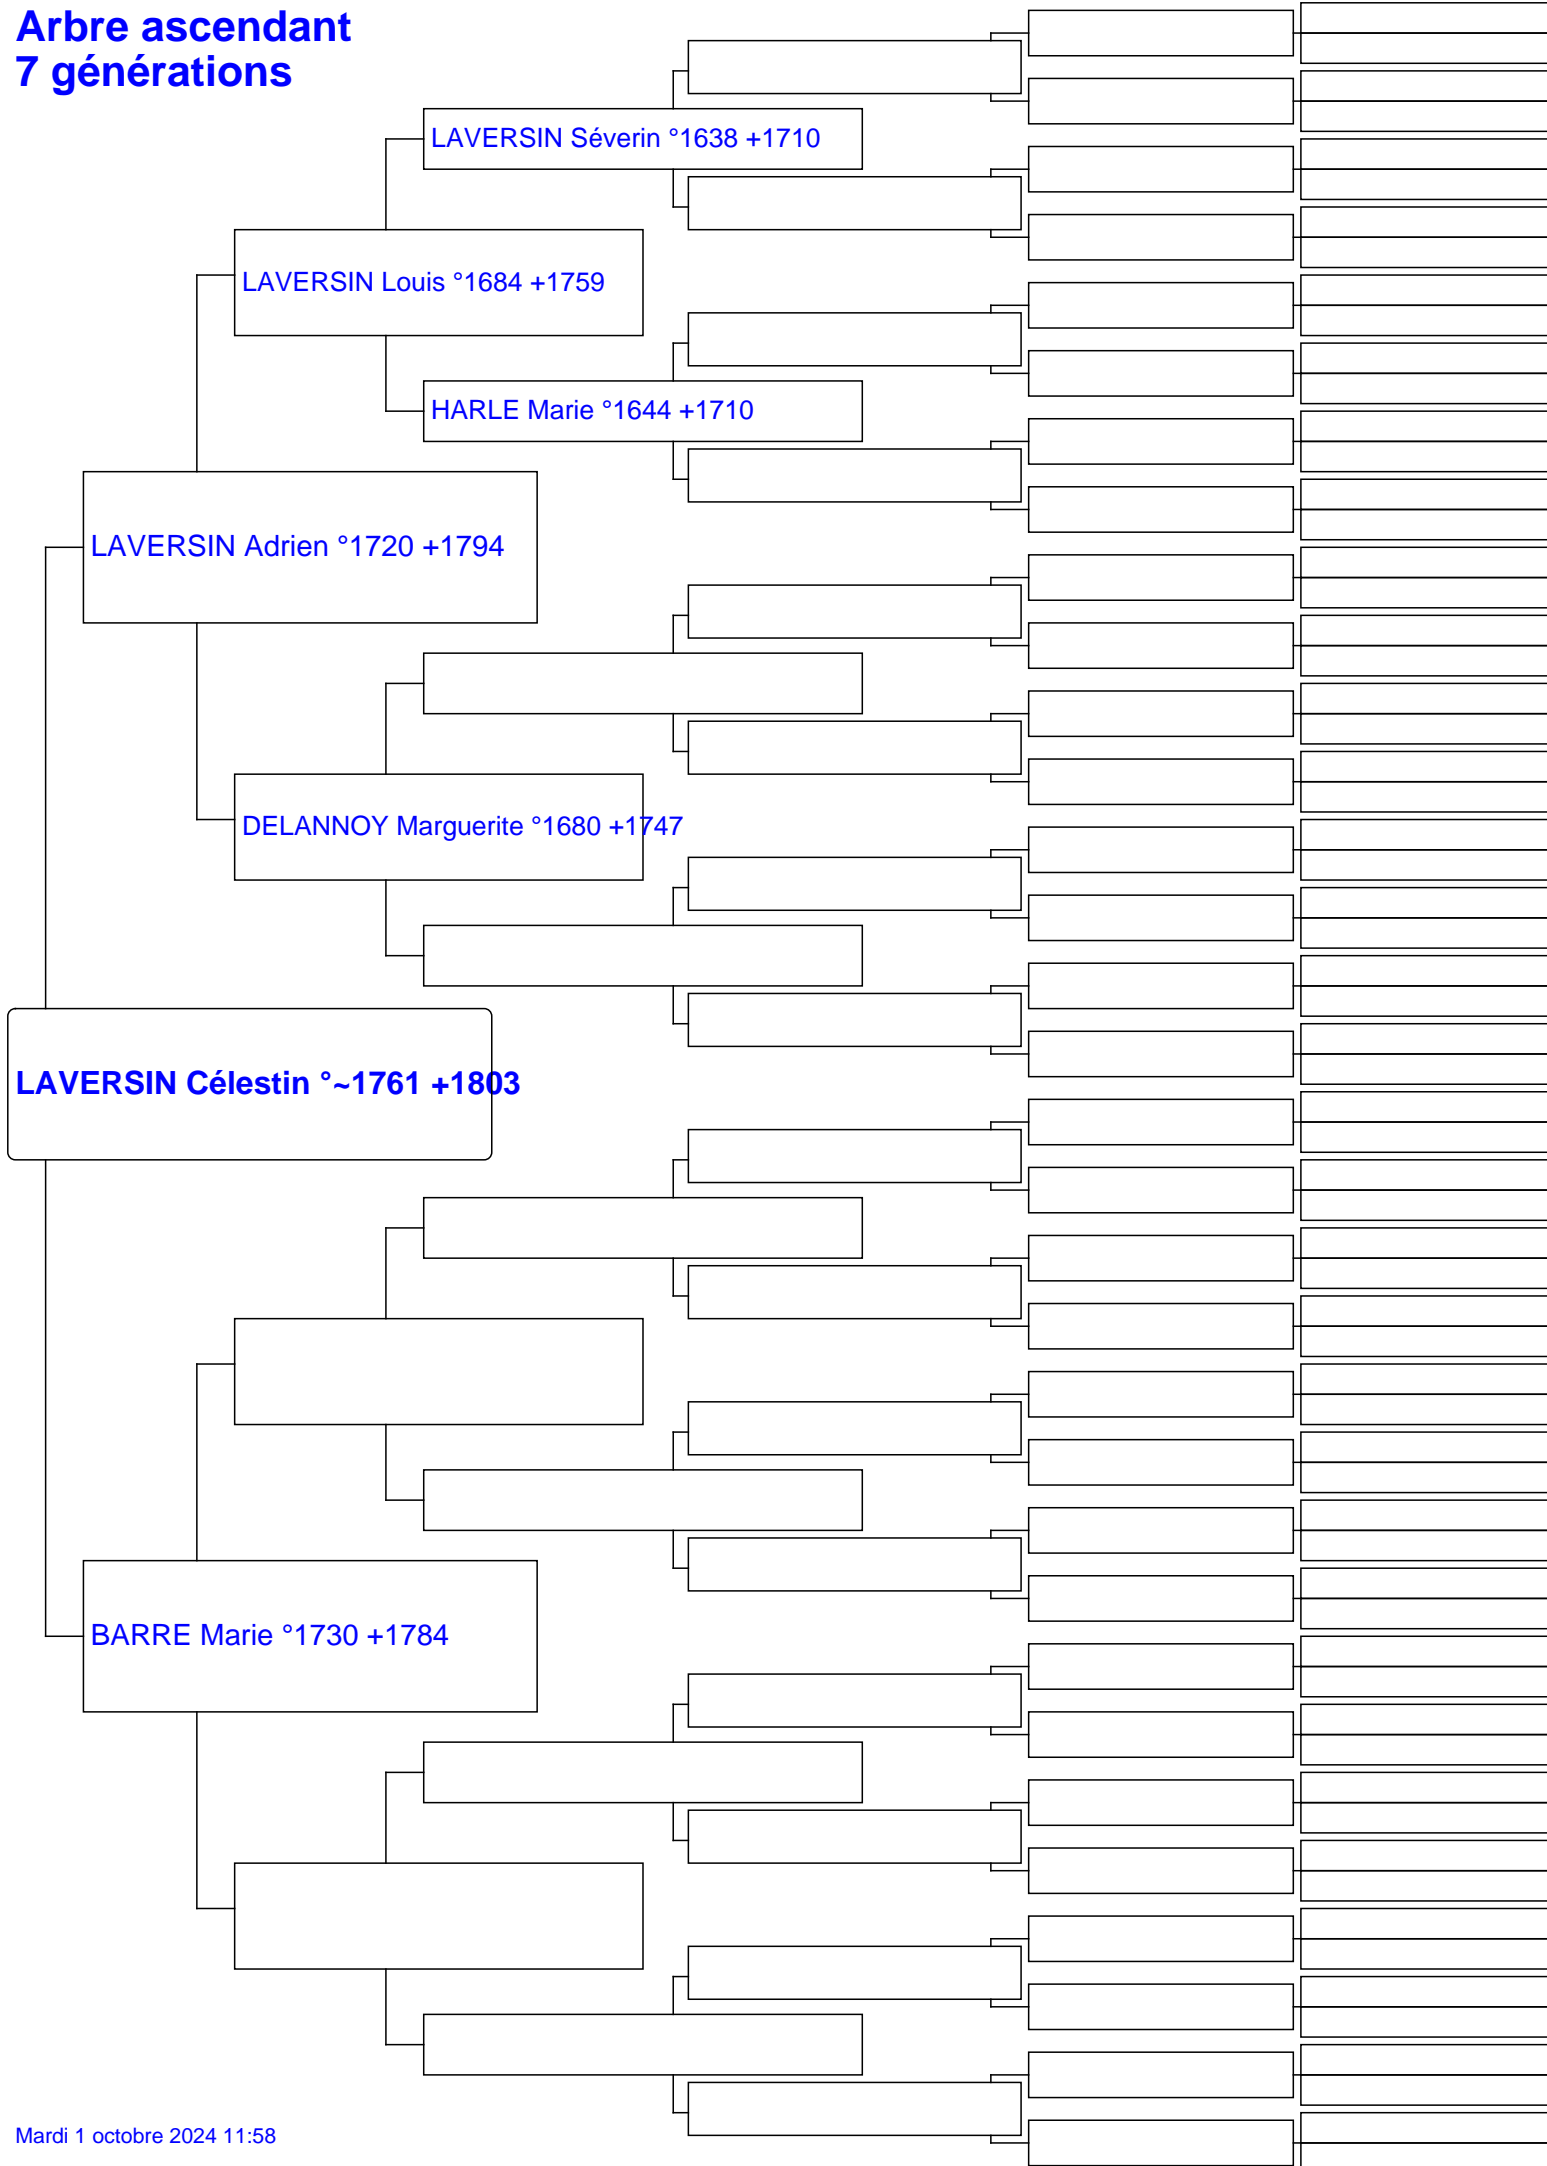 Arbre ascendant
7 générations
LAVERSIN Séverin °1638 +1710
LAVERSIN Louis °1684 +1759
HARLE Marie °1644 +1710
LAVERSIN Adrien °1720 +1794
DELANNOY Marguerite °1680 +1747
LAVERSIN Célestin °~1761 +1803
BARRE Marie °1730 +1784
Mardi 1 octobre 2024 11:58